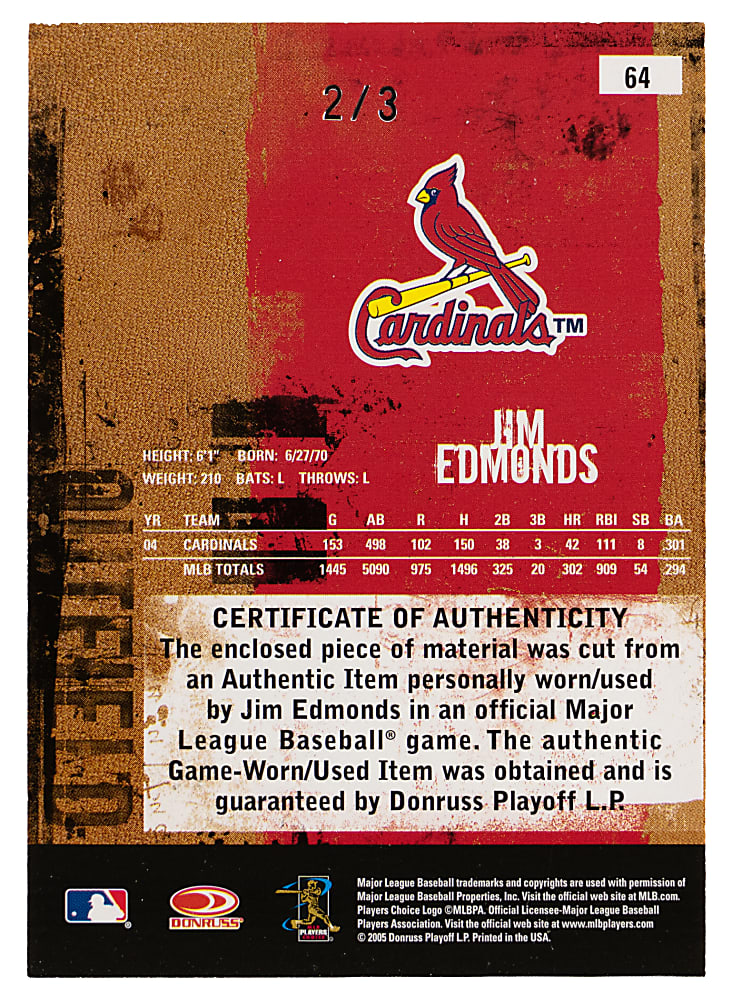 64
2/3
Cardinals TM
JIM
EDMONDS
HEIGHT: 6'1" BORN: 6/27/70
WEIGHT: 210 BATS: L THROWS: L
YR TEAM G AB R H 2B 3B HR RBI SB BA
04 CARDINALS 153 498 102 150 38 3 42 111 8 .301
MLB TOTALS 1445 5090 975 1496 325 20 302 909 54 .294
OUTFIELD
CERTIFICATE OF AUTHENTICITY
The enclosed piece of material was cut from
an Authentic Item personally worn/used
by Jim Edmonds in an official Major
League Baseball® game. The authentic
Game-Worn/Used Item was obtained and is
guaranteed by Donruss Playoff L.P.
DONRUSS
MLB
PLAYERS
CHOICE
Major League Baseball trademarks and copyrights are used with permission of
Major League Baseball Properties, Inc. Visit the official web site at MLB.com.
Players Choice Logo ©MLBPA. Official Licensee-Major League Baseball
Players Association. Visit the official web site at www.mlbplayers.com
© 2005 Donruss Playoff L.P. Printed in the USA.